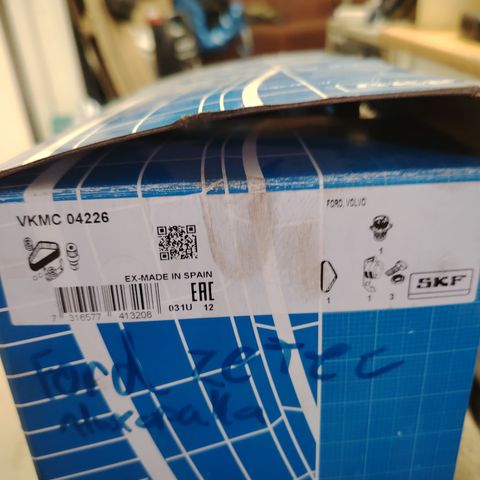 VKMC 04226
FORD, VOLVO
EX-MADE IN SPAIN
EAC
031U 12
1
1
1 3
SKF
7 316577 413208
Ford zetec